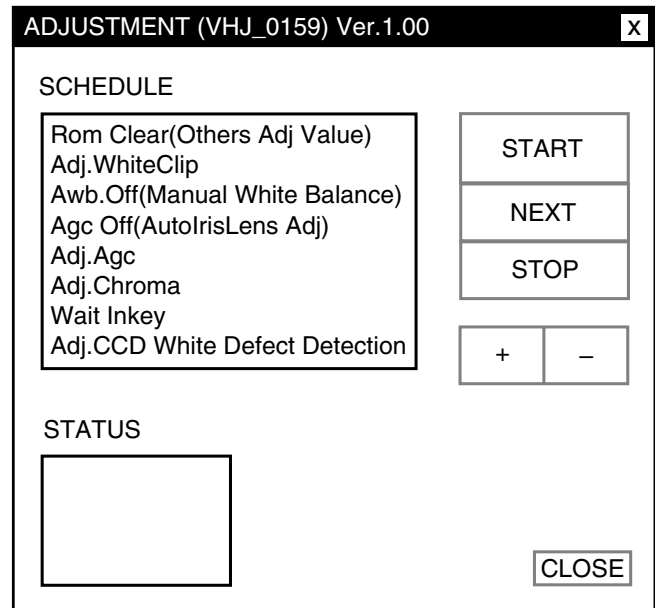 ADJUSTMENT (VHJ_0159) Ver.1.00 X
SCHEDULE
Rom Clear(Others Adj Value)
Adj.WhiteClip
Awb.Off(Manual White Balance)
Agc Off(AutoIrisLens Adj)
Adj.Agc
Adj.Chroma
Wait Inkey
Adj.CCD White Defect Detection
START
NEXT
STOP
+ –
STATUS
CLOSE